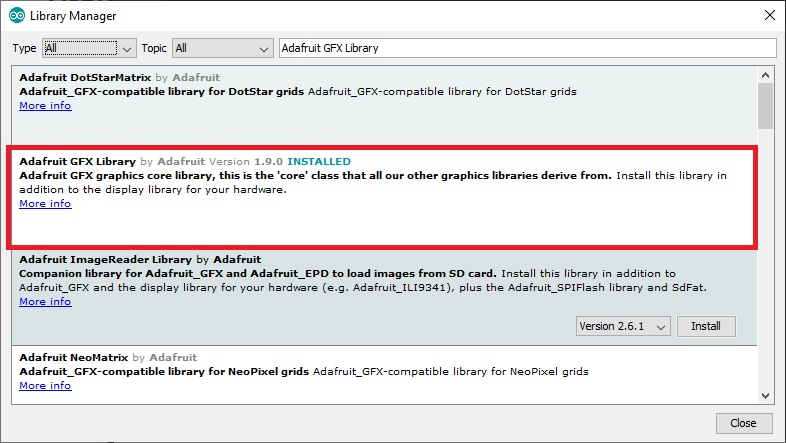 Library Manager
Type All Topic All Adafruit GFX Library
Adafruit DotStarMatrix by Adafruit
Adafruit_GFX-compatible library for DotStar grids Adafruit_GFX-compatible library for DotStar grids
More info
Adafruit GFX Library by Adafruit Version 1.9.0 INSTALLED
Adafruit GFX graphics core library, this is the 'core' class that all our other graphics libraries derive from. Install this library in
addition to the display library for your hardware.
More info
Adafruit ImageReader Library by Adafruit
Companion library for Adafruit_GFX and Adafruit_EPD to load images from SD card. Install this library in addition to
Adafruit_GFX and the display library for your hardware (e.g. Adafruit_ILI9341), plus the Adafruit_SPIFlash library and SdFat.
More info
Version 2.6.1 Install
Adafruit NeoMatrix by Adafruit
Adafruit_GFX-compatible library for NeoPixel grids Adafruit_GFX-compatible library for NeoPixel grids
More info
Close